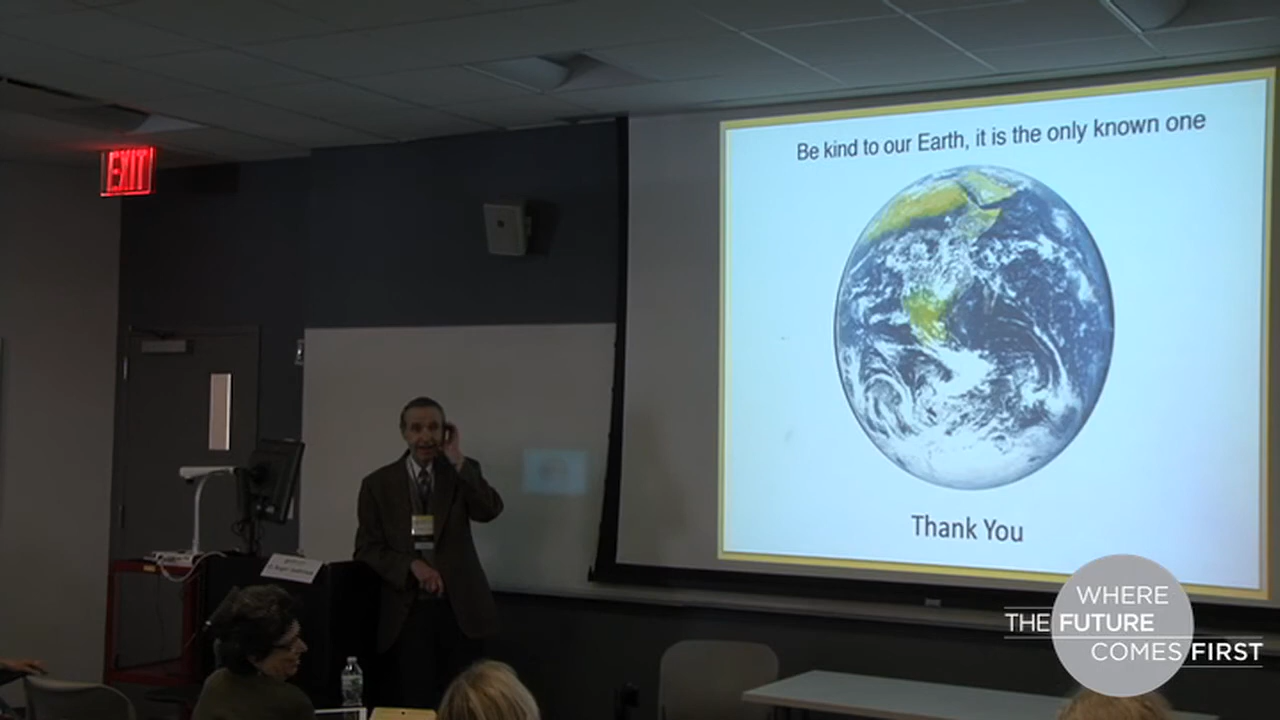 EXIT
Be kind to our Earth, it is the only known one
Thank You
WHERE
THE FUTURE
COMES FIRST